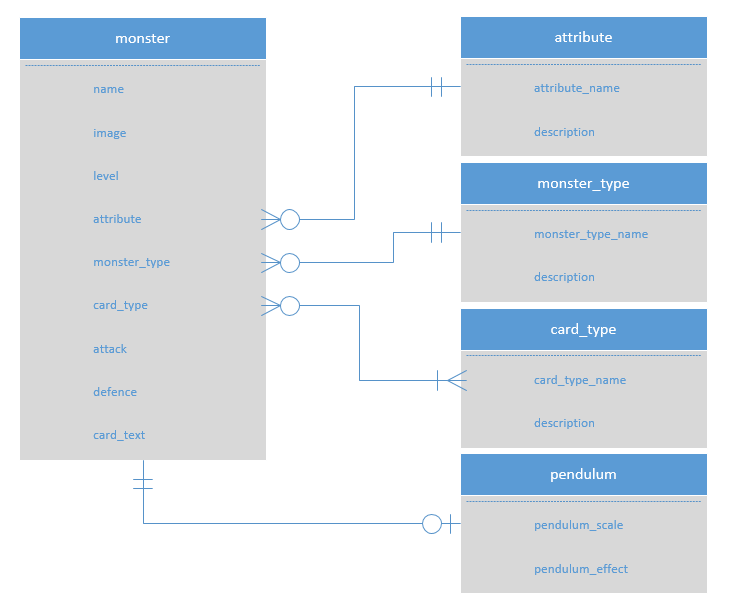 monster
name
image
level
attribute
monster_type
card_type
attack
defence
card_text
attribute
attribute_name
description
monster_type
monster_type_name
description
card_type
card_type_name
description
pendulum
pendulum_scale
pendulum_effect